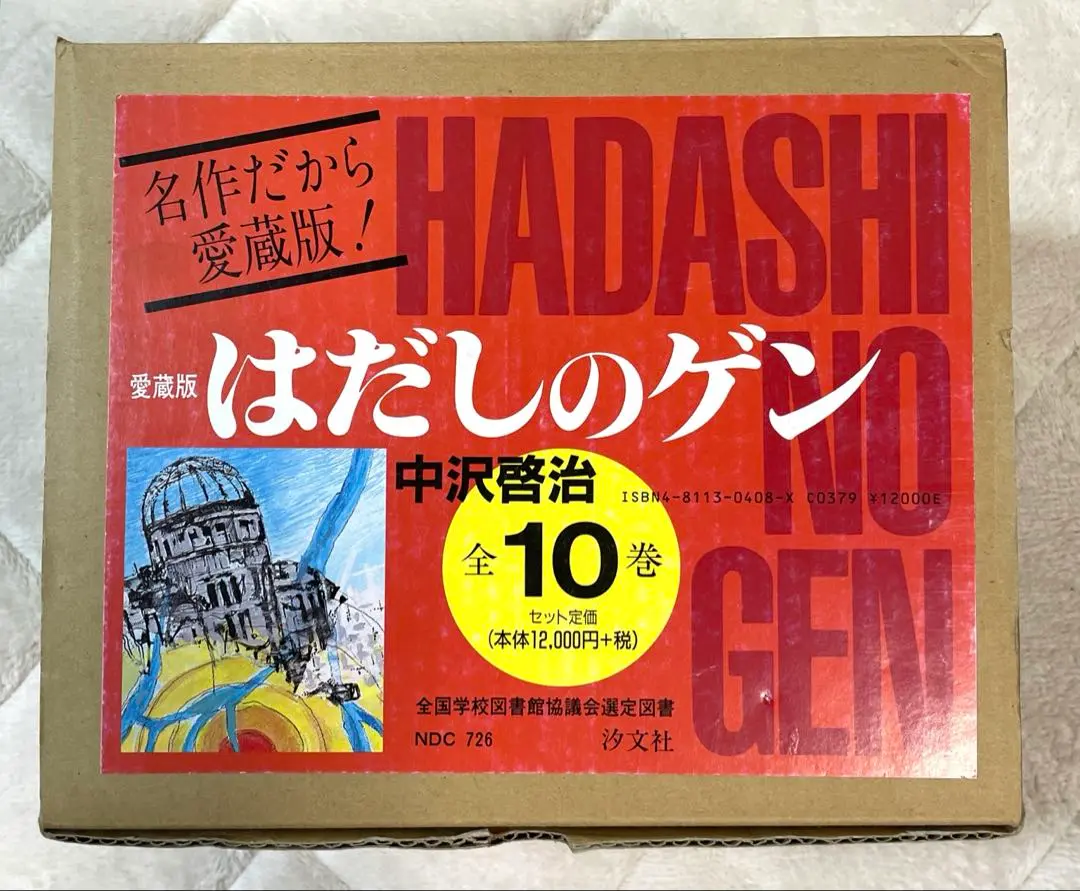 名作だから
愛蔵版!
HADASHI
NO
GEN
愛蔵版 はだしのゲン
中沢啓治
ISBN4-8113-0408-X C0379 ¥12000E
全10巻
セット定価
(本体12,000円+税)
全国学校図書館協議会選定図書
NDC 726 汐文社